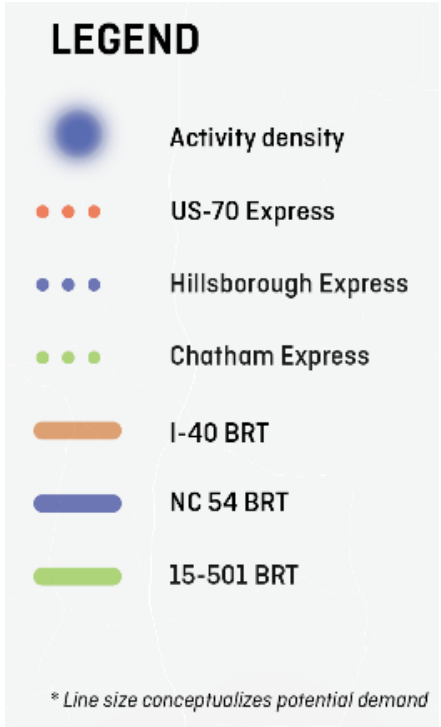 LEGEND
Activity density
US-70 Express
Hillsborough Express
Chatham Express
I-40 BRT
NC 54 BRT
15-501 BRT
* Line size conceptualizes potential demand